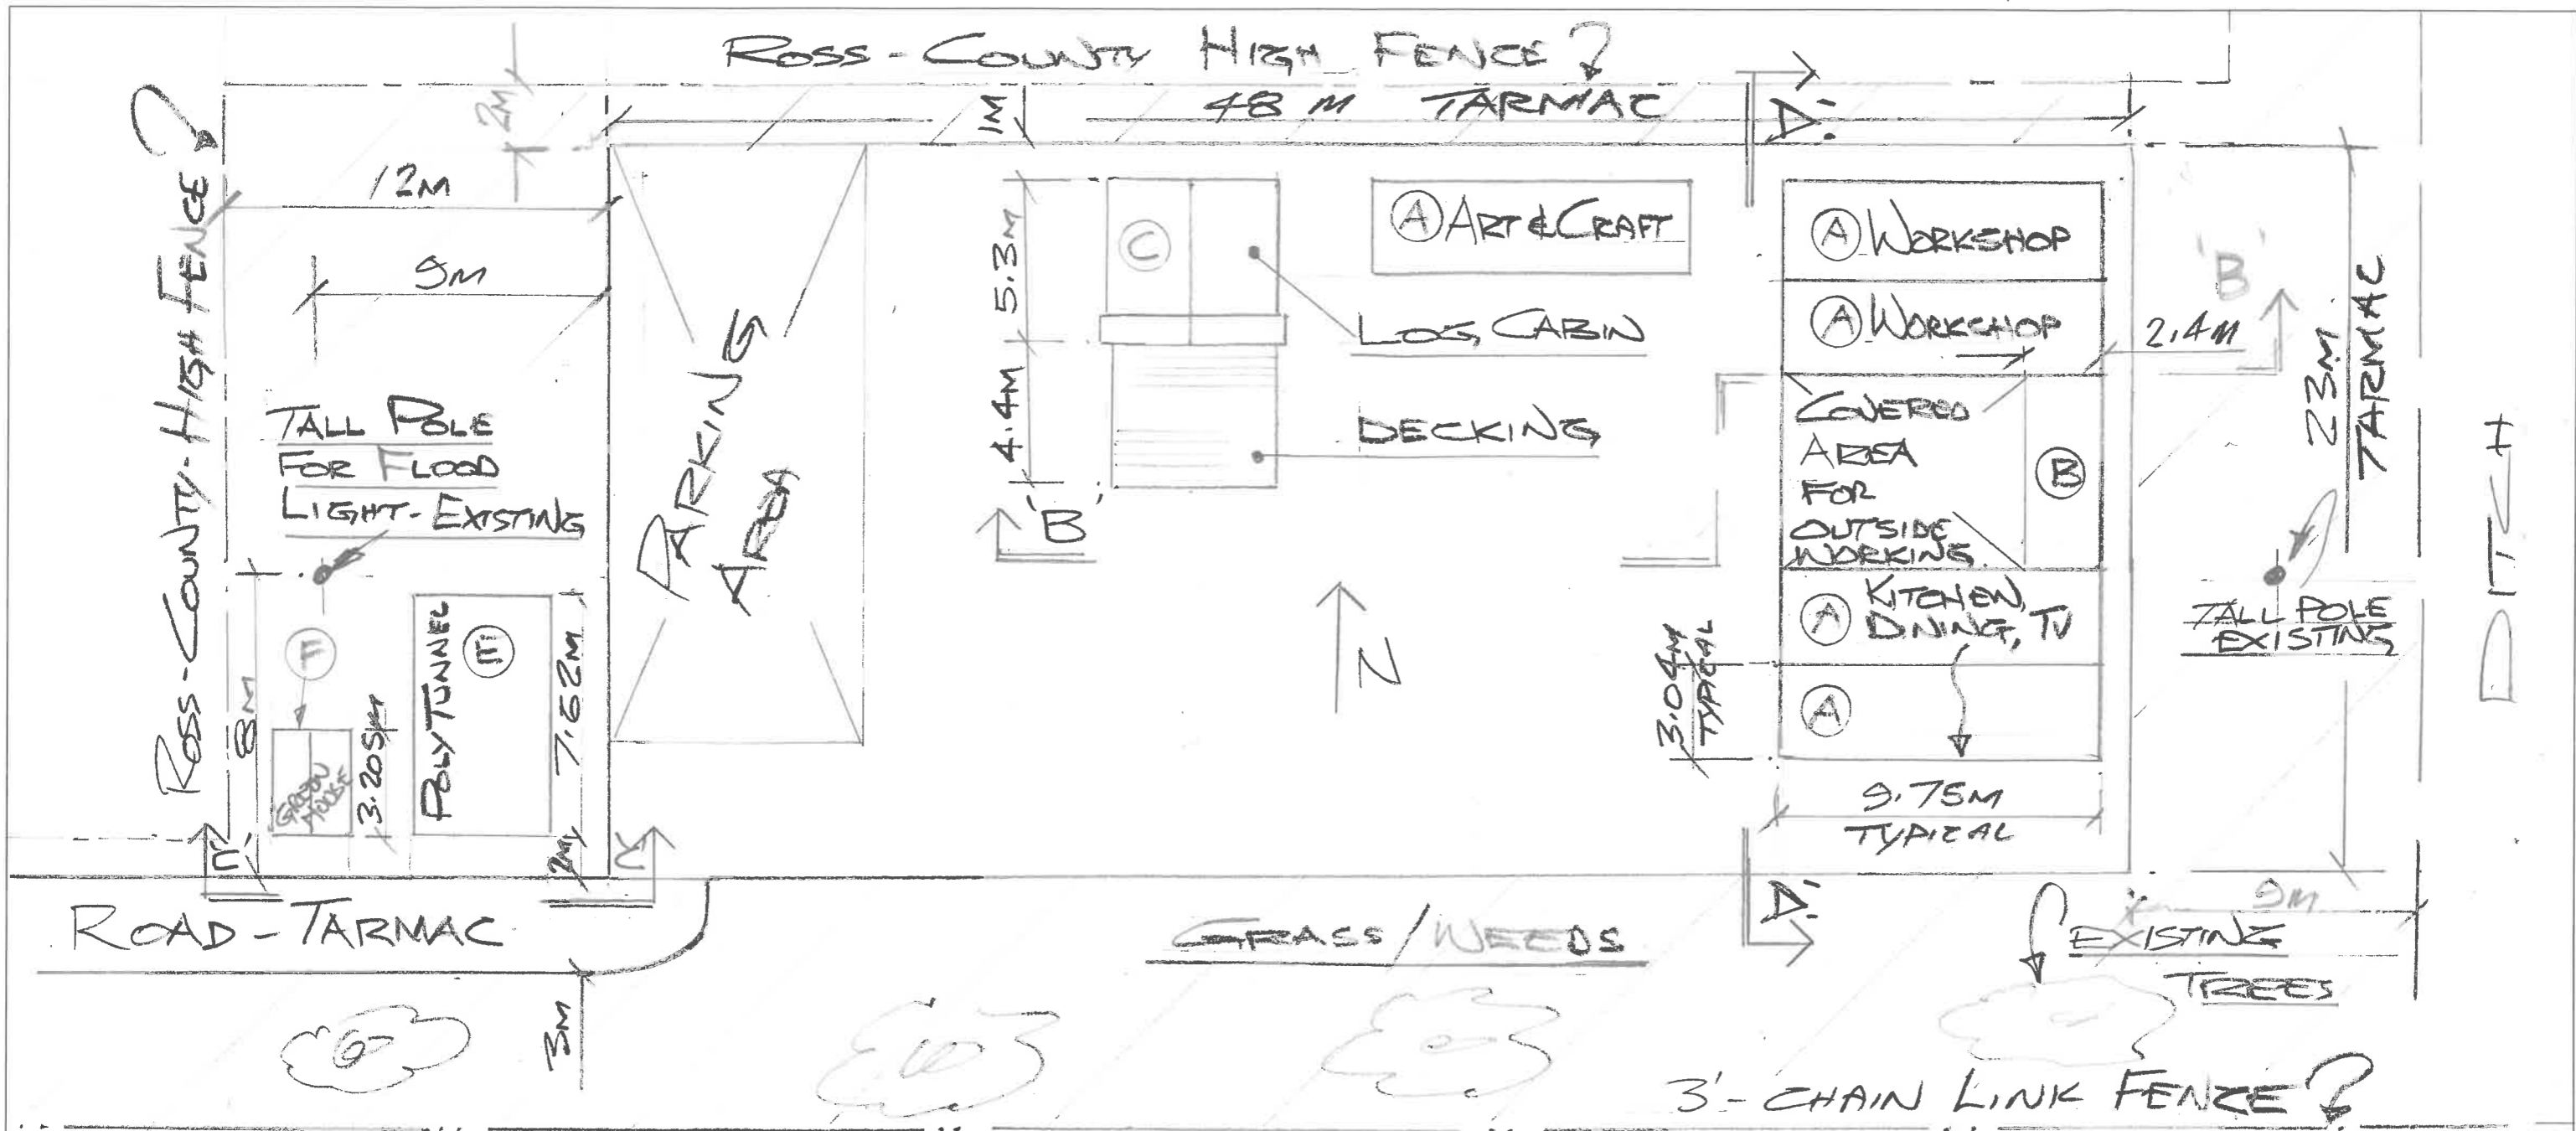 ROSS-COUNTY HIGH FENCE?
48 M TARMAC
2M
1M
D
ROSS-COUNTY-HIGH FENCE?
12M
9M
TALL POLE
FOR FLOOD
LIGHT-EXISTING
8M
F
GREEN
HOUSE
3.205M
POLY TUNNEL
E
7.62M
2M
PARKING
AREA
5.3M
4.4M
C
LOG CABIN
DECKING
'B'
N
A ART & CRAFT
A WORKSHOP
A WORKSHOP
COVERED
AREA
FOR
OUTSIDE
WORKING
B
A KITCHEN,
DINING, TV
A
3.04M
TYPICAL
9.75M
TYPICAL
2.4M
'B'
23M
TARMAC
TALL POLE
EXISTING
DITCH
E
ROAD-TARMAC
3M
GRASS/WEEDS
D
9M
EXISTING
TREES
3'-CHAIN LINK FENCE?